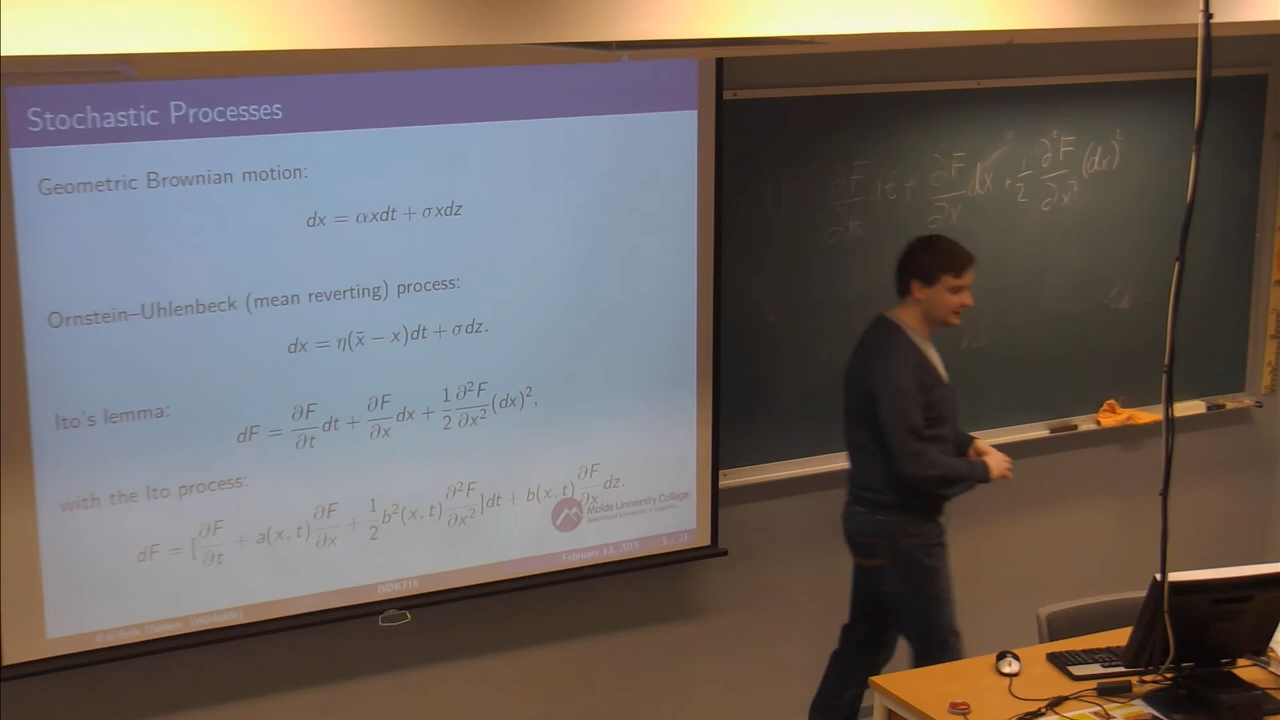 Stochastic Processes
Geometric Brownian motion:
dx = αxdt + σxdz
Ornstein–Uhlenbeck (mean reverting) process:
dx = η(x̄ − x)dt + σdz.
Ito's lemma:
dF = ∂F/∂t dt + ∂F/∂x dx + 1/2 ∂²F/∂x² (dx)²,
with the Ito process:
dF = [∂F/∂t + a(x, t) ∂F/∂x + 1/2 b²(x, t) ∂²F/∂x²]dt + b(x, t) ∂F/∂x dz.
Molde University College
February 13, 2015
BØK716
∂F/∂x dx + 1/2 ∂²F/∂x² (dx)²